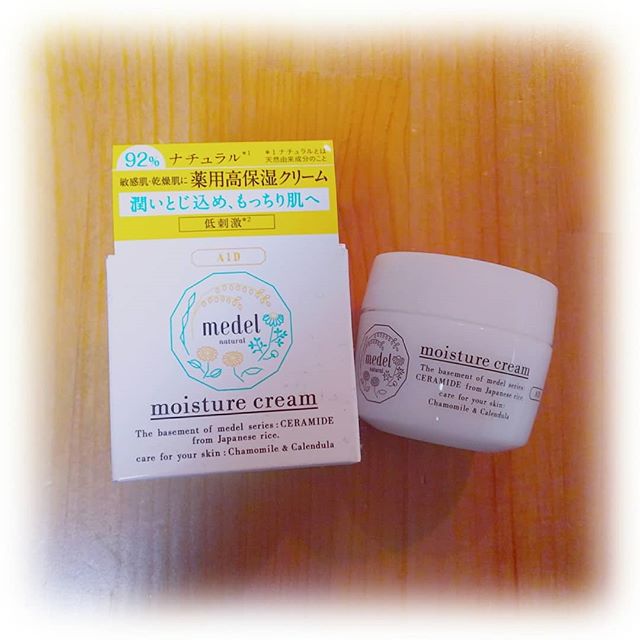 92% ナチュラル*1
*1ナチュラルとは
天然由来成分のこと
敏感肌・乾燥肌に 薬用高保湿クリーム
潤いとじ込め、もっちり肌へ
低刺激*2
AID
medel
natural
moisture cream
The basement of medel series : CERAMIDE
from Japanese rice.
care for your skin : Chamomile & Calendula
medel
natural
moisture cream
The basement of medel series:
CERAMIDE from Japanese rice.
care for your skin:
Chamomile & Calendula